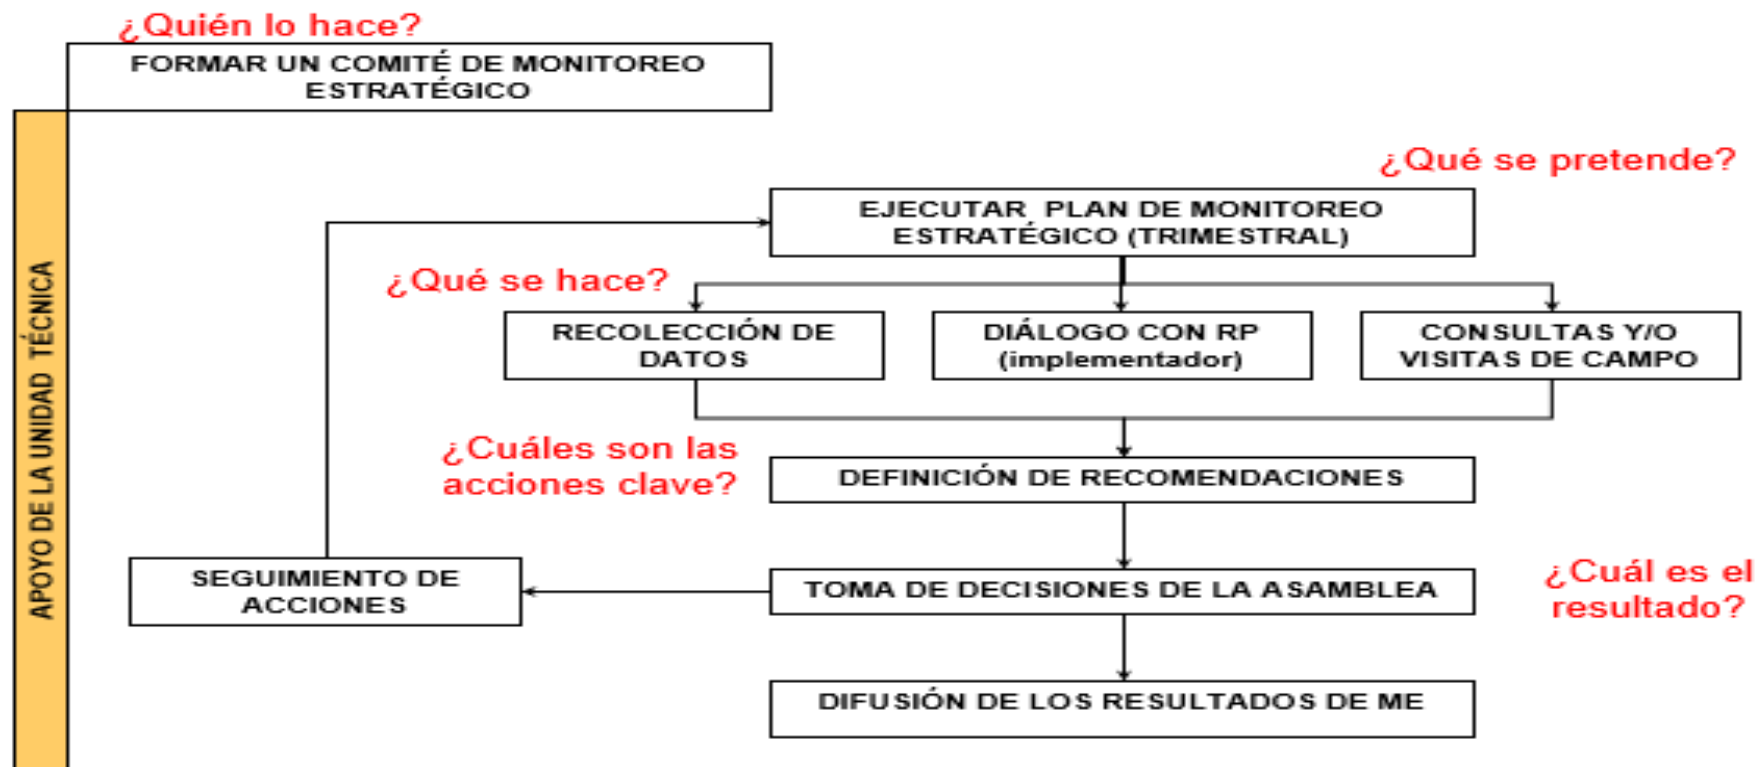 ¿Quién lo hace?
FORMAR UN COMITÉ DE MONITOREO
ESTRATÉGICO
¿Qué se pretende?
EJECUTAR PLAN DE MONITOREO
ESTRATÉGICO (TRIMESTRAL)
¿Qué se hace?
RECOLECCIÓN DE
DATOS
DIÁLOGO CON RP
(implementador)
CONSULTAS Y/O
VISITAS DE CAMPO
¿Cuáles son las
acciones clave?
DEFINICIÓN DE RECOMENDACIONES
SEGUIMIENTO DE
ACCIONES
TOMA DE DECISIONES DE LA ASAMBLEA
¿Cuál es el
resultado?
DIFUSIÓN DE LOS RESULTADOS DE ME
APOYO DE LA UNIDAD TÉCNICA